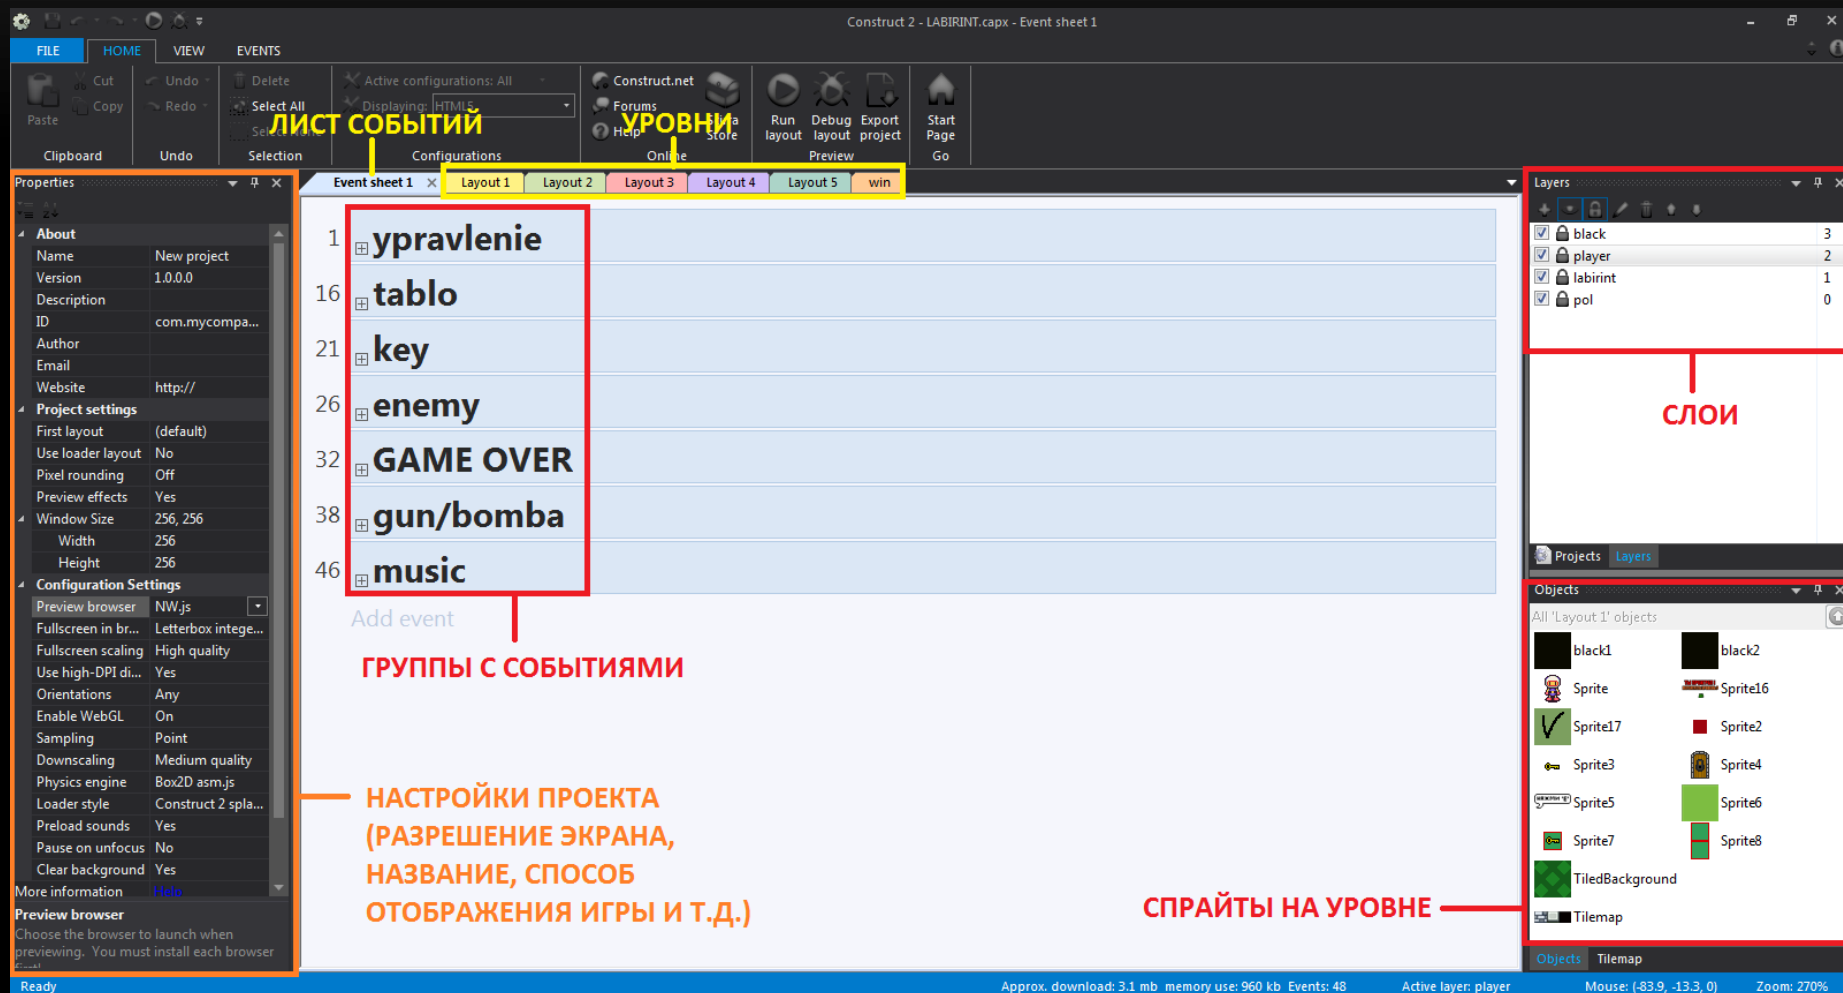 Construct 2 - LABIRINT.capx - Event sheet 1
FILE HOME VIEW EVENTS
Paste
Cut
Copy
Clipboard
Undo
Redo
Undo
Delete
Select All
Select None
Selection
Active configurations: All
Displaying: HTML5
Configurations
Construct.net
Forums
Help
Store
Online
Run layout
Debug layout
Export project
Preview
Start Page
Go
ЛИСТ СОБЫТИЙ
УРОВНИ
Properties
About
Name New project
Version 1.0.0.0
Description
ID com.mycompa...
Author
Email
Website http://
Project settings
First layout (default)
Use loader layout No
Pixel rounding Off
Preview effects Yes
Window Size 256, 256
Width 256
Height 256
Configuration Settings
Preview browser NW.js
Fullscreen in br... Letterbox intege...
Fullscreen scaling High quality
Use high-DPI di... Yes
Orientations Any
Enable WebGL On
Sampling Point
Downscaling Medium quality
Physics engine Box2D asm.js
Loader style Construct 2 spla...
Preload sounds Yes
Pause on unfocus No
Clear background Yes
More information Help
Preview browser
Choose the browser to launch when
previewing. You must install each browser
first!
Event sheet 1 Layout 1 Layout 2 Layout 3 Layout 4 Layout 5 win
1 ypravlenie
16 tablo
21 key
26 enemy
32 GAME OVER
38 gun/bomba
46 music
Add event
ГРУППЫ С СОБЫТИЯМИ
НАСТРОЙКИ ПРОЕКТА
(РАЗРЕШЕНИЕ ЭКРАНА,
НАЗВАНИЕ, СПОСОБ
ОТОБРАЖЕНИЯ ИГРЫ И Т.Д.)
СПРАЙТЫ НА УРОВНЕ
Layers
black 3
player 2
labirint 1
pol 0
СЛОИ
Projects Layers
Objects
All 'Layout 1' objects
black1 black2
Sprite Sprite16
Sprite17 Sprite2
Sprite3 Sprite4
Sprite5 Sprite6
Sprite7 Sprite8
TiledBackground
Tilemap
Objects Tilemap
Ready Approx. download: 3.1 mb memory use: 960 kb Events: 48 Active layer: player Mouse: (-83.9, -13.3, 0) Zoom: 270%